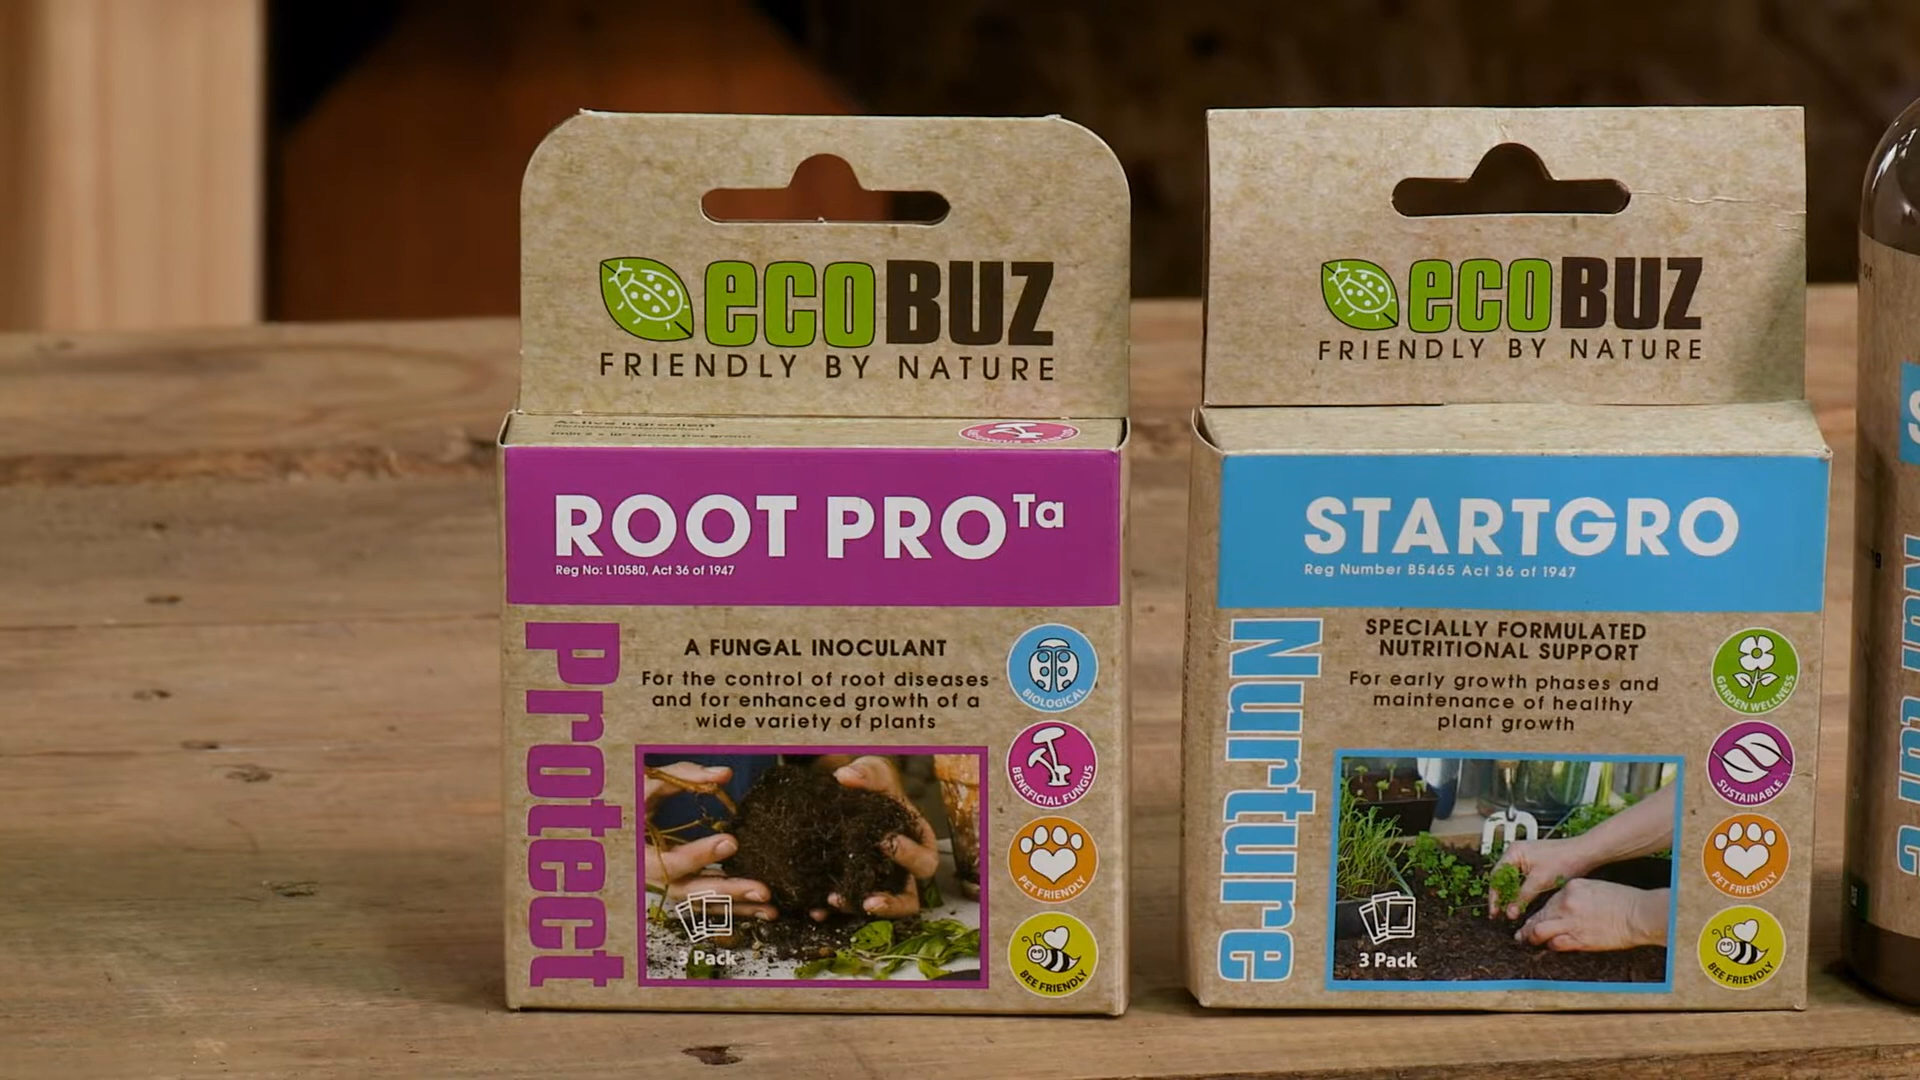 ecoBUZ
FRIENDLY BY NATURE
Active Ingredient
ROOT PRO Ta
Reg No: L10580, Act 36 of 1947
Protect
A FUNGAL INOCULANT
For the control of root diseases
and for enhanced growth of a
wide variety of plants
BIOLOGICAL
BENEFICIAL FUNGUS
PET FRIENDLY
BEE FRIENDLY
3 Pack
ecoBUZ
FRIENDLY BY NATURE
STARTGRO
Reg Number B5465 Act 36 of 1947
Nurture
SPECIALLY FORMULATED
NUTRITIONAL SUPPORT
For early growth phases and
maintenance of healthy
plant growth
GARDEN WELLNESS
SUSTAINABLE
PET FRIENDLY
BEE FRIENDLY
3 Pack
Nurture